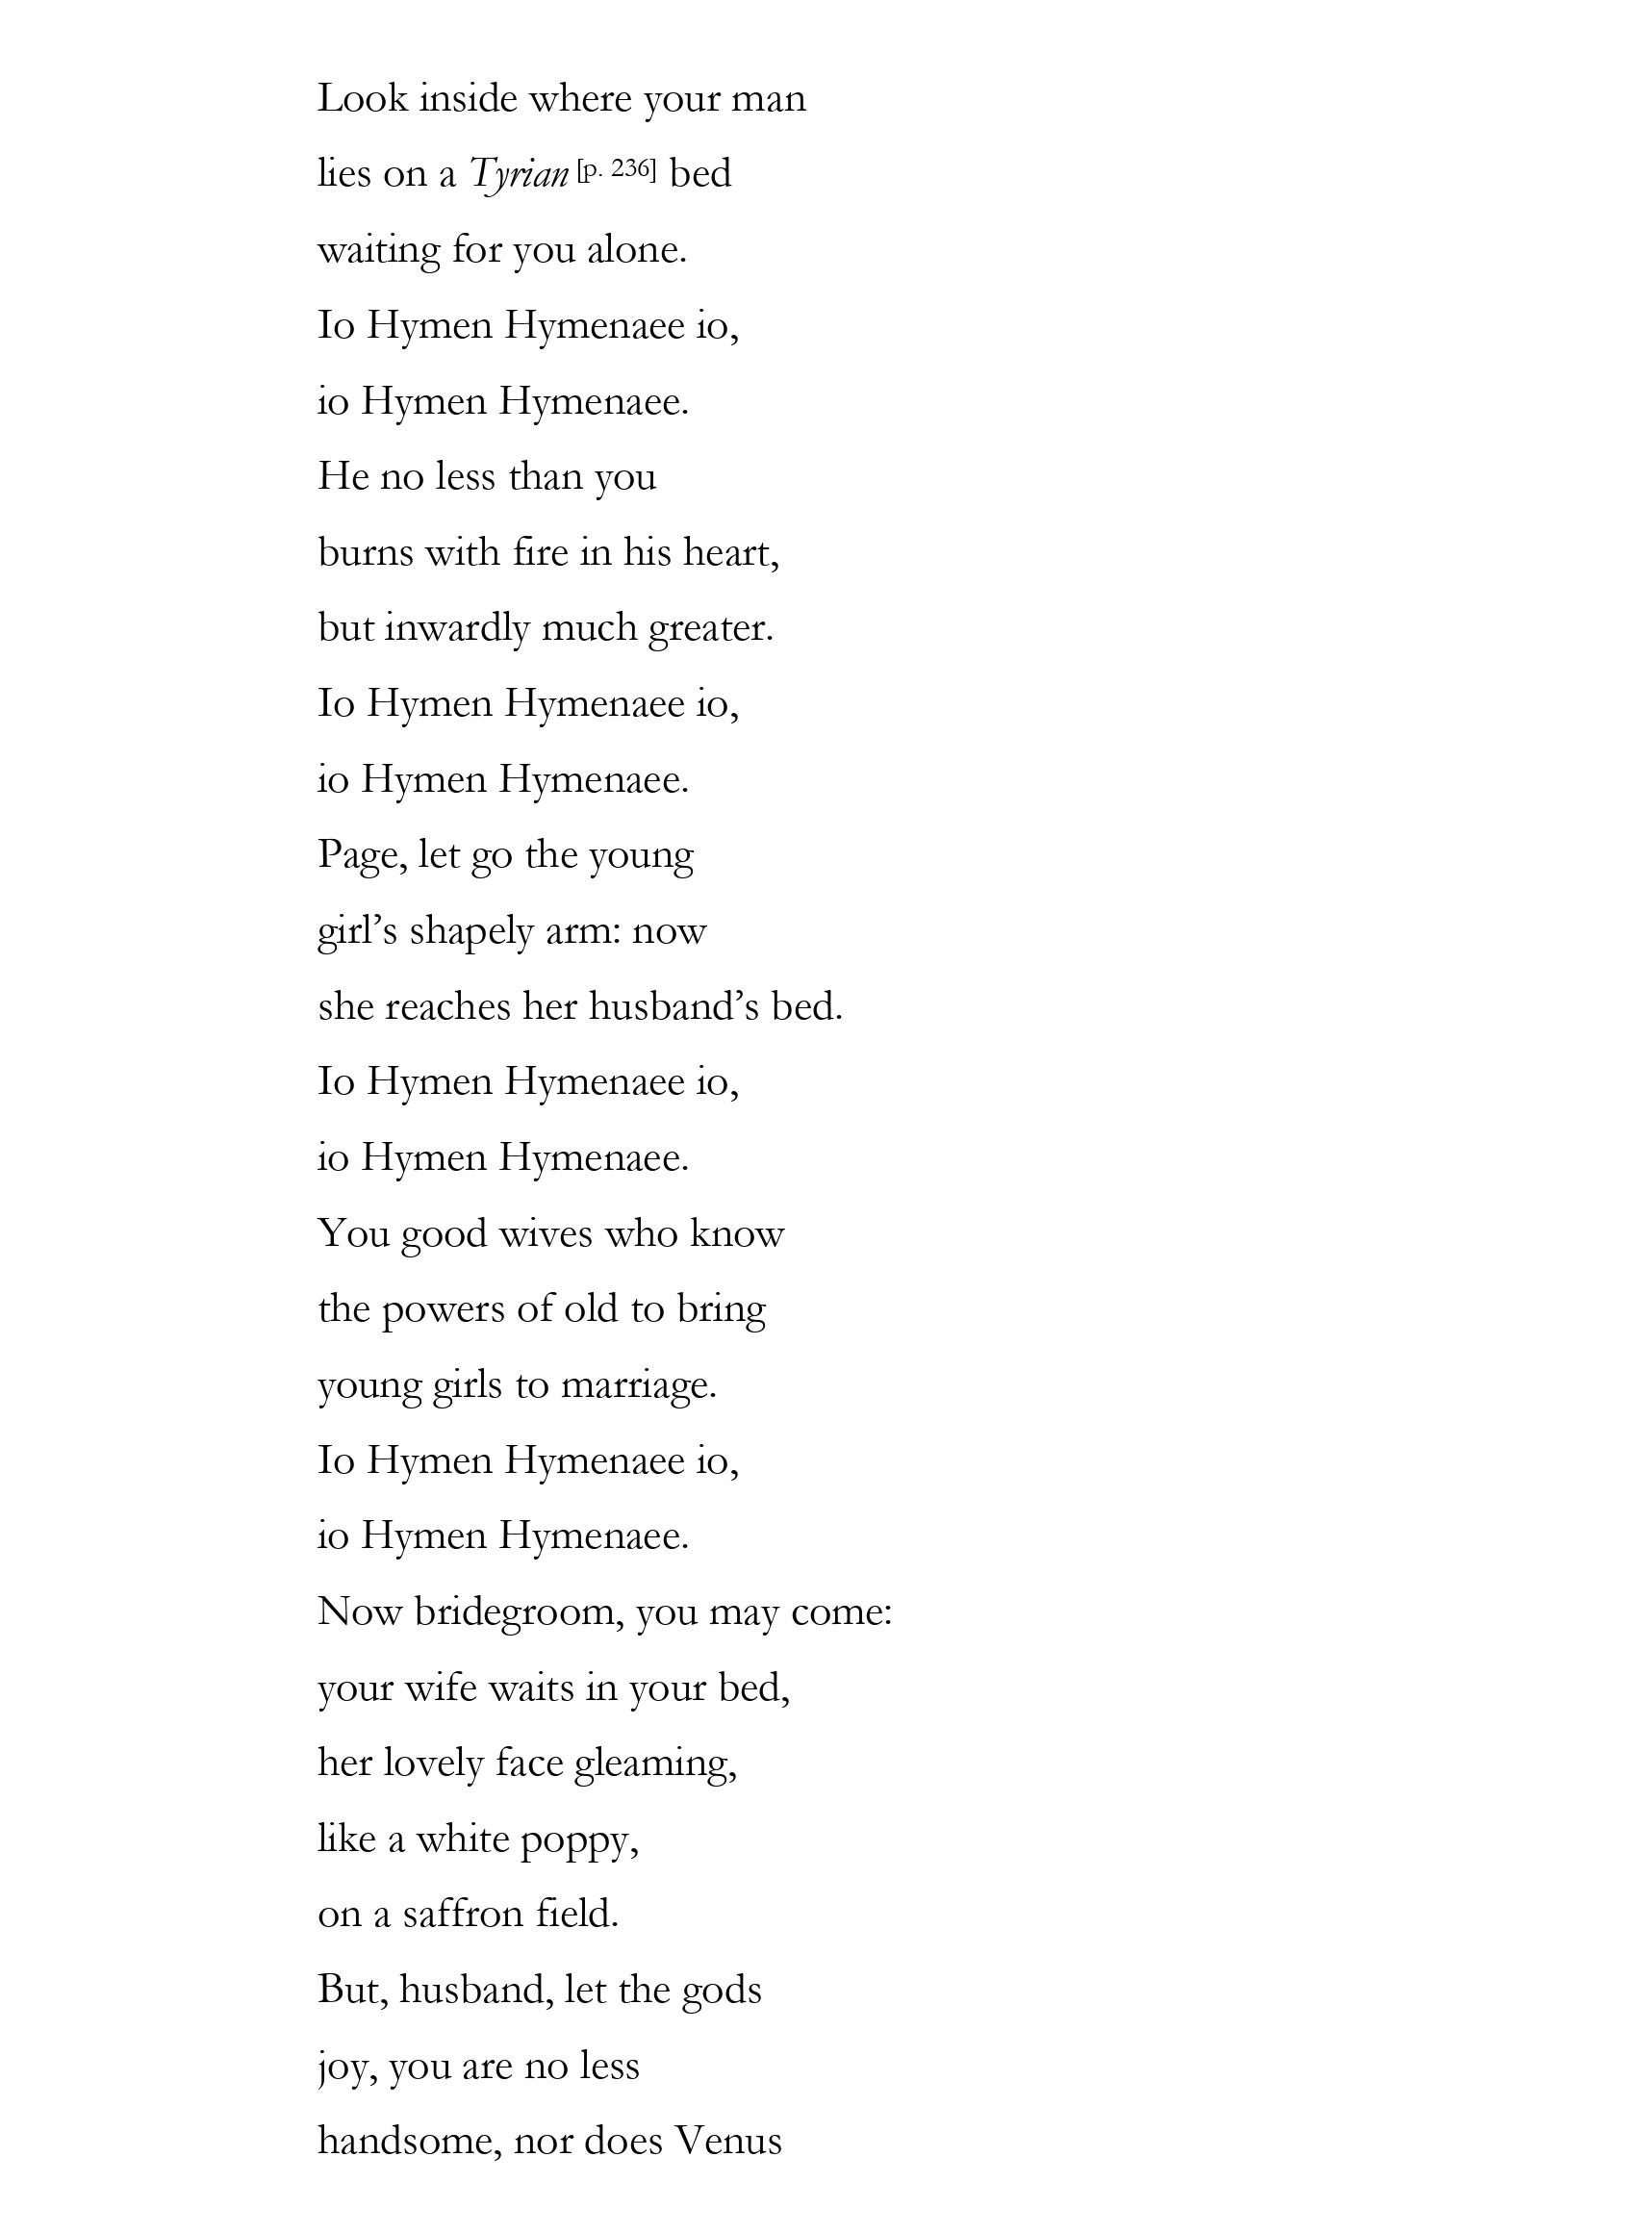 Look inside where your man
lies on a Tyrian [p. 236] bed
waiting for you alone.
Io Hymen Hymenaee io,
io Hymen Hymenaee.
He no less than you
burns with fire in his heart,
but inwardly much greater.
Io Hymen Hymenaee io,
io Hymen Hymenaee.
Page, let go the young
girl’s shapely arm: now
she reaches her husband’s bed.
Io Hymen Hymenaee io,
io Hymen Hymenaee.
You good wives who know
the powers of old to bring
young girls to marriage.
Io Hymen Hymenaee io,
io Hymen Hymenaee.
Now bridegroom, you may come:
your wife waits in your bed,
her lovely face gleaming,
like a white poppy,
on a saffron field.
But, husband, let the gods
joy, you are no less
handsome, nor does Venus